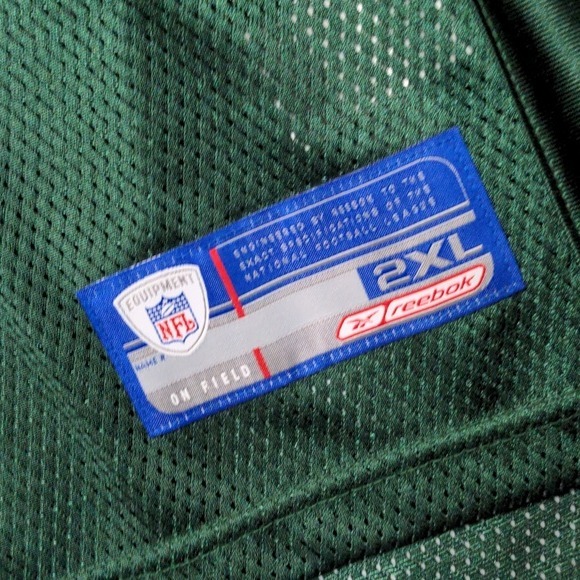 ENGINEERED BY REEBOK TO THE
EXACT SPECIFICATIONS OF THE
NATIONAL FOOTBALL LEAGUE
EQUIPMENT
NFL
2XL
reebok
NAME #
ON FIELD